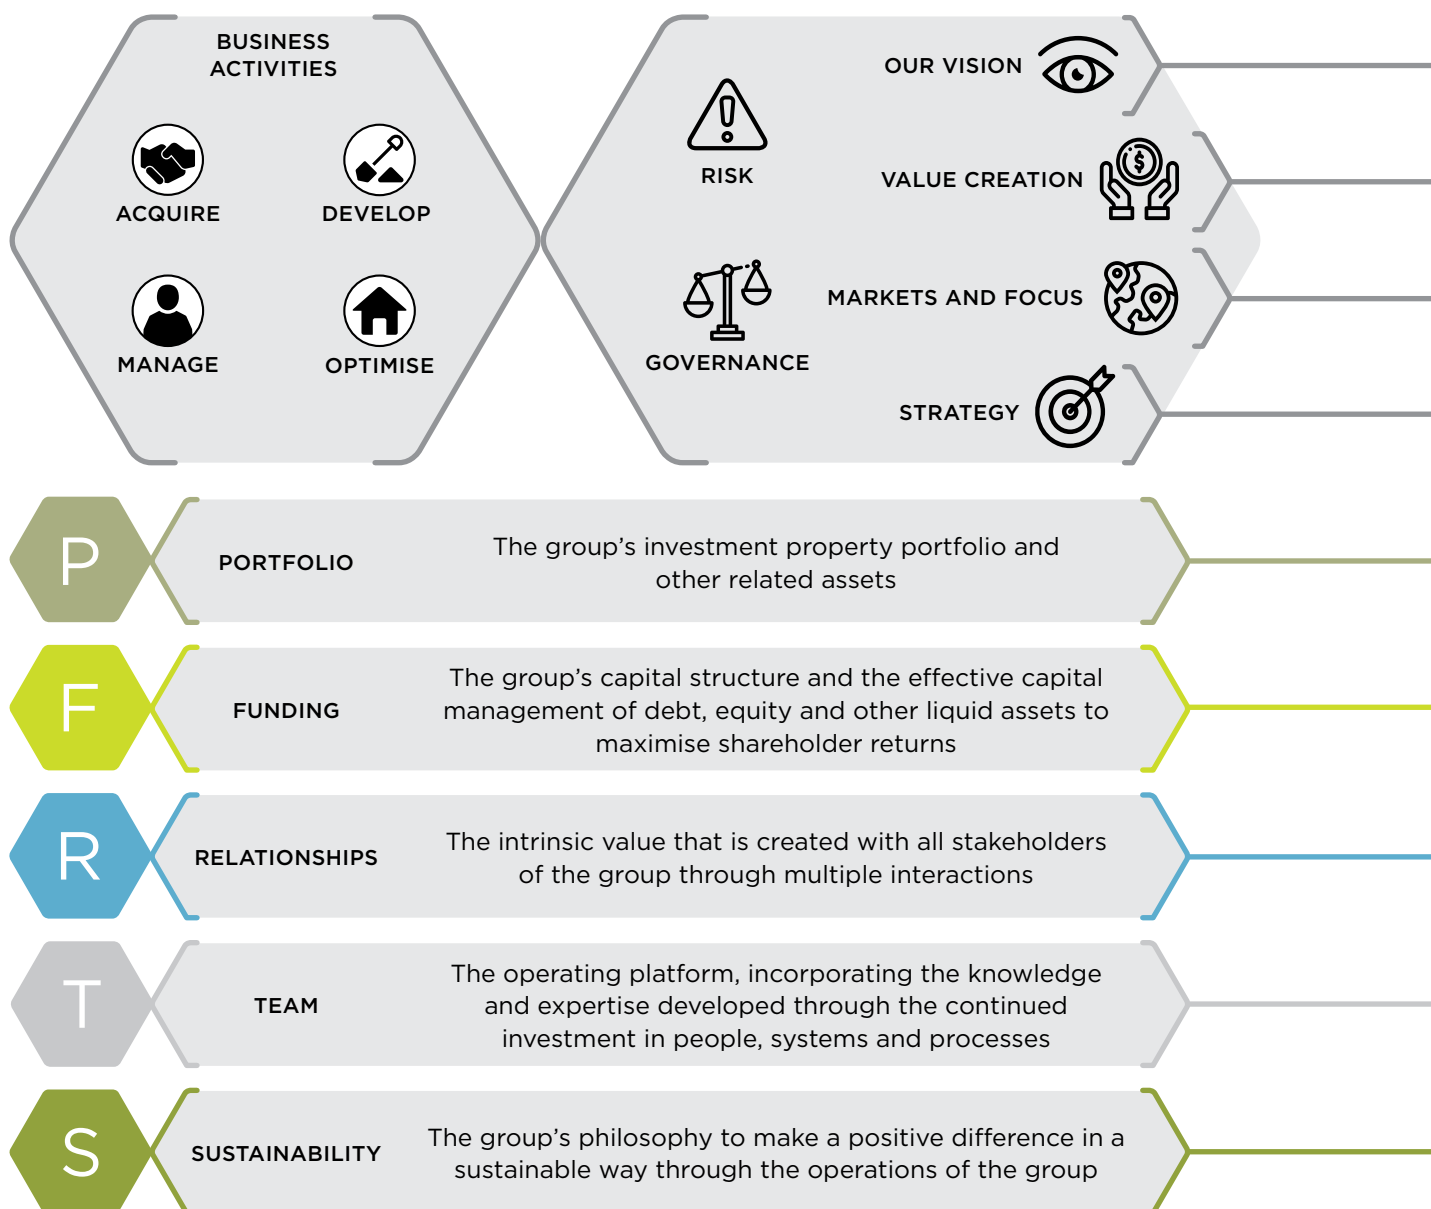 BUSINESS
ACTIVITIES
ACQUIRE
DEVELOP
MANAGE
OPTIMISE
RISK
GOVERNANCE
OUR VISION
VALUE CREATION
$
MARKETS AND FOCUS
STRATEGY
P
PORTFOLIO
The group’s investment property portfolio and
other related assets
F
FUNDING
The group’s capital structure and the effective capital
management of debt, equity and other liquid assets to
maximise shareholder returns
R
RELATIONSHIPS
The intrinsic value that is created with all stakeholders
of the group through multiple interactions
T
TEAM
The operating platform, incorporating the knowledge
and expertise developed through the continued
investment in people, systems and processes
S
SUSTAINABILITY
The group’s philosophy to make a positive difference in a
sustainable way through the operations of the group